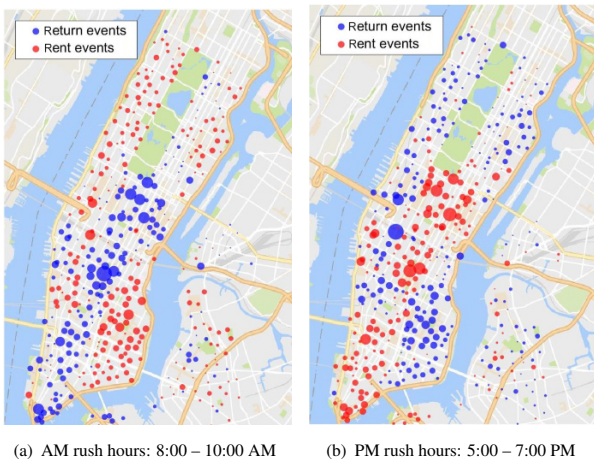 Return events
Rent events
Return events
Rent events
(a) AM rush hours: 8:00 – 10:00 AM
(b) PM rush hours: 5:00 – 7:00 PM